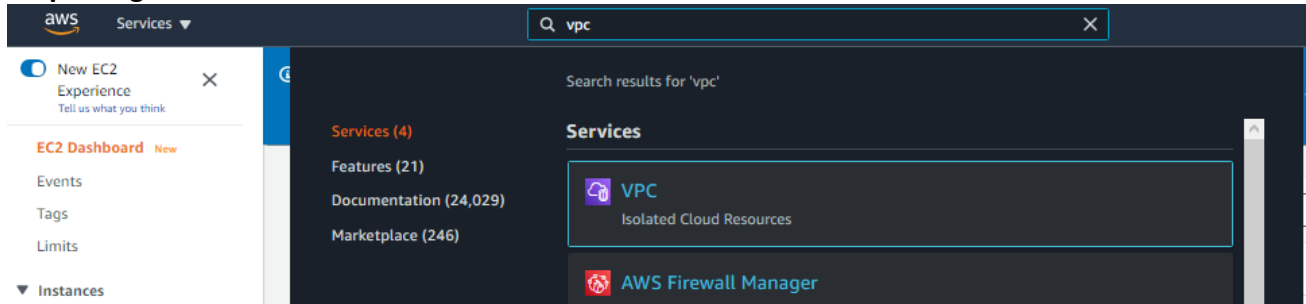 aws
Services ▼
vpc
New EC2
Experience
Tell us what you think
EC2 Dashboard New
Events
Tags
Limits
▼ Instances
Search results for 'vpc'
Services (4)
Features (21)
Documentation (24,029)
Marketplace (246)
Services
VPC
Isolated Cloud Resources
AWS Firewall Manager